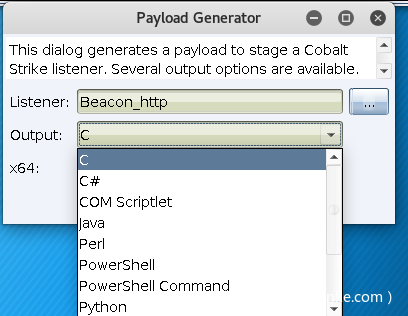 Payload Generator
This dialog generates a payload to stage a Cobalt
Strike listener. Several output options are available.
Listener: Beacon_http ...
Output: C
x64:
C
C#
COM Scriptlet
Java
Perl
PowerShell
PowerShell Command
Python
.com )